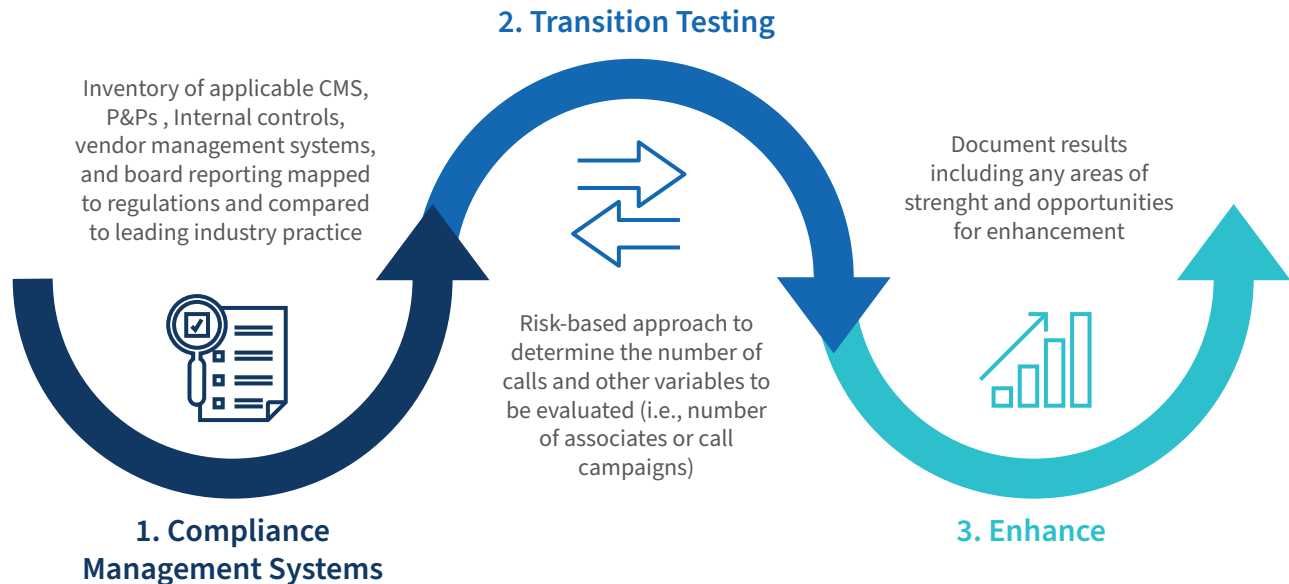 2. Transition Testing
Inventory of applicable CMS,
P&Ps , Internal controls,
vendor management systems,
and board reporting mapped
to regulations and compared
to leading industry practice
1. Compliance
Management Systems
Risk-based approach to
determine the number of
calls and other variables to
be evaluated (i.e., number
of associates or call
campaigns)
Document results
including any areas of
strenght and opportunities
for enhancement
3. Enhance